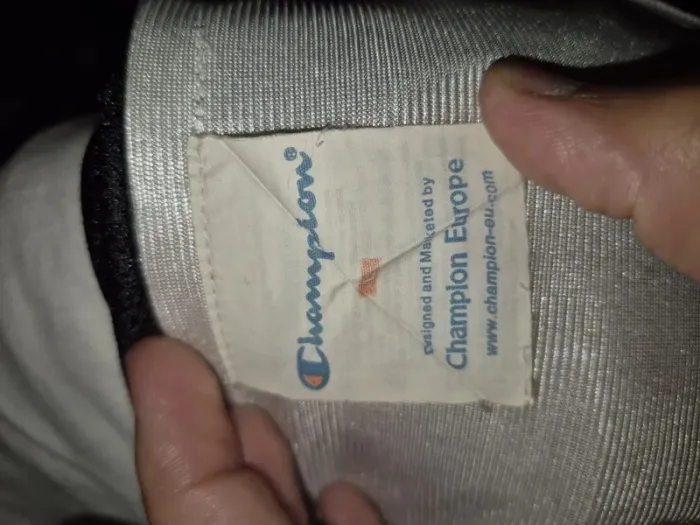 Champion®
Designed and Marketed by
Champion Europe
www.champion-eu.com